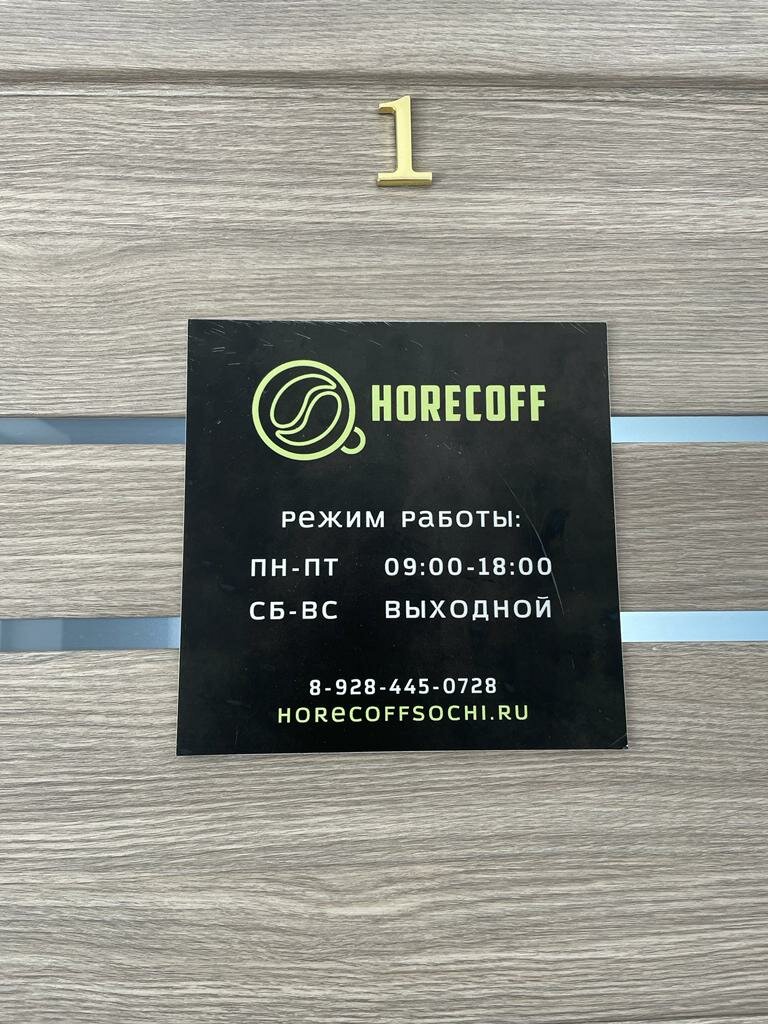 1
HORECOFF
Режим работы:
ПН-ПТ 09:00-18:00
СБ-ВС ВЫХОДНОЙ
8-928-445-0728
HORECOFFSOCHI.RU